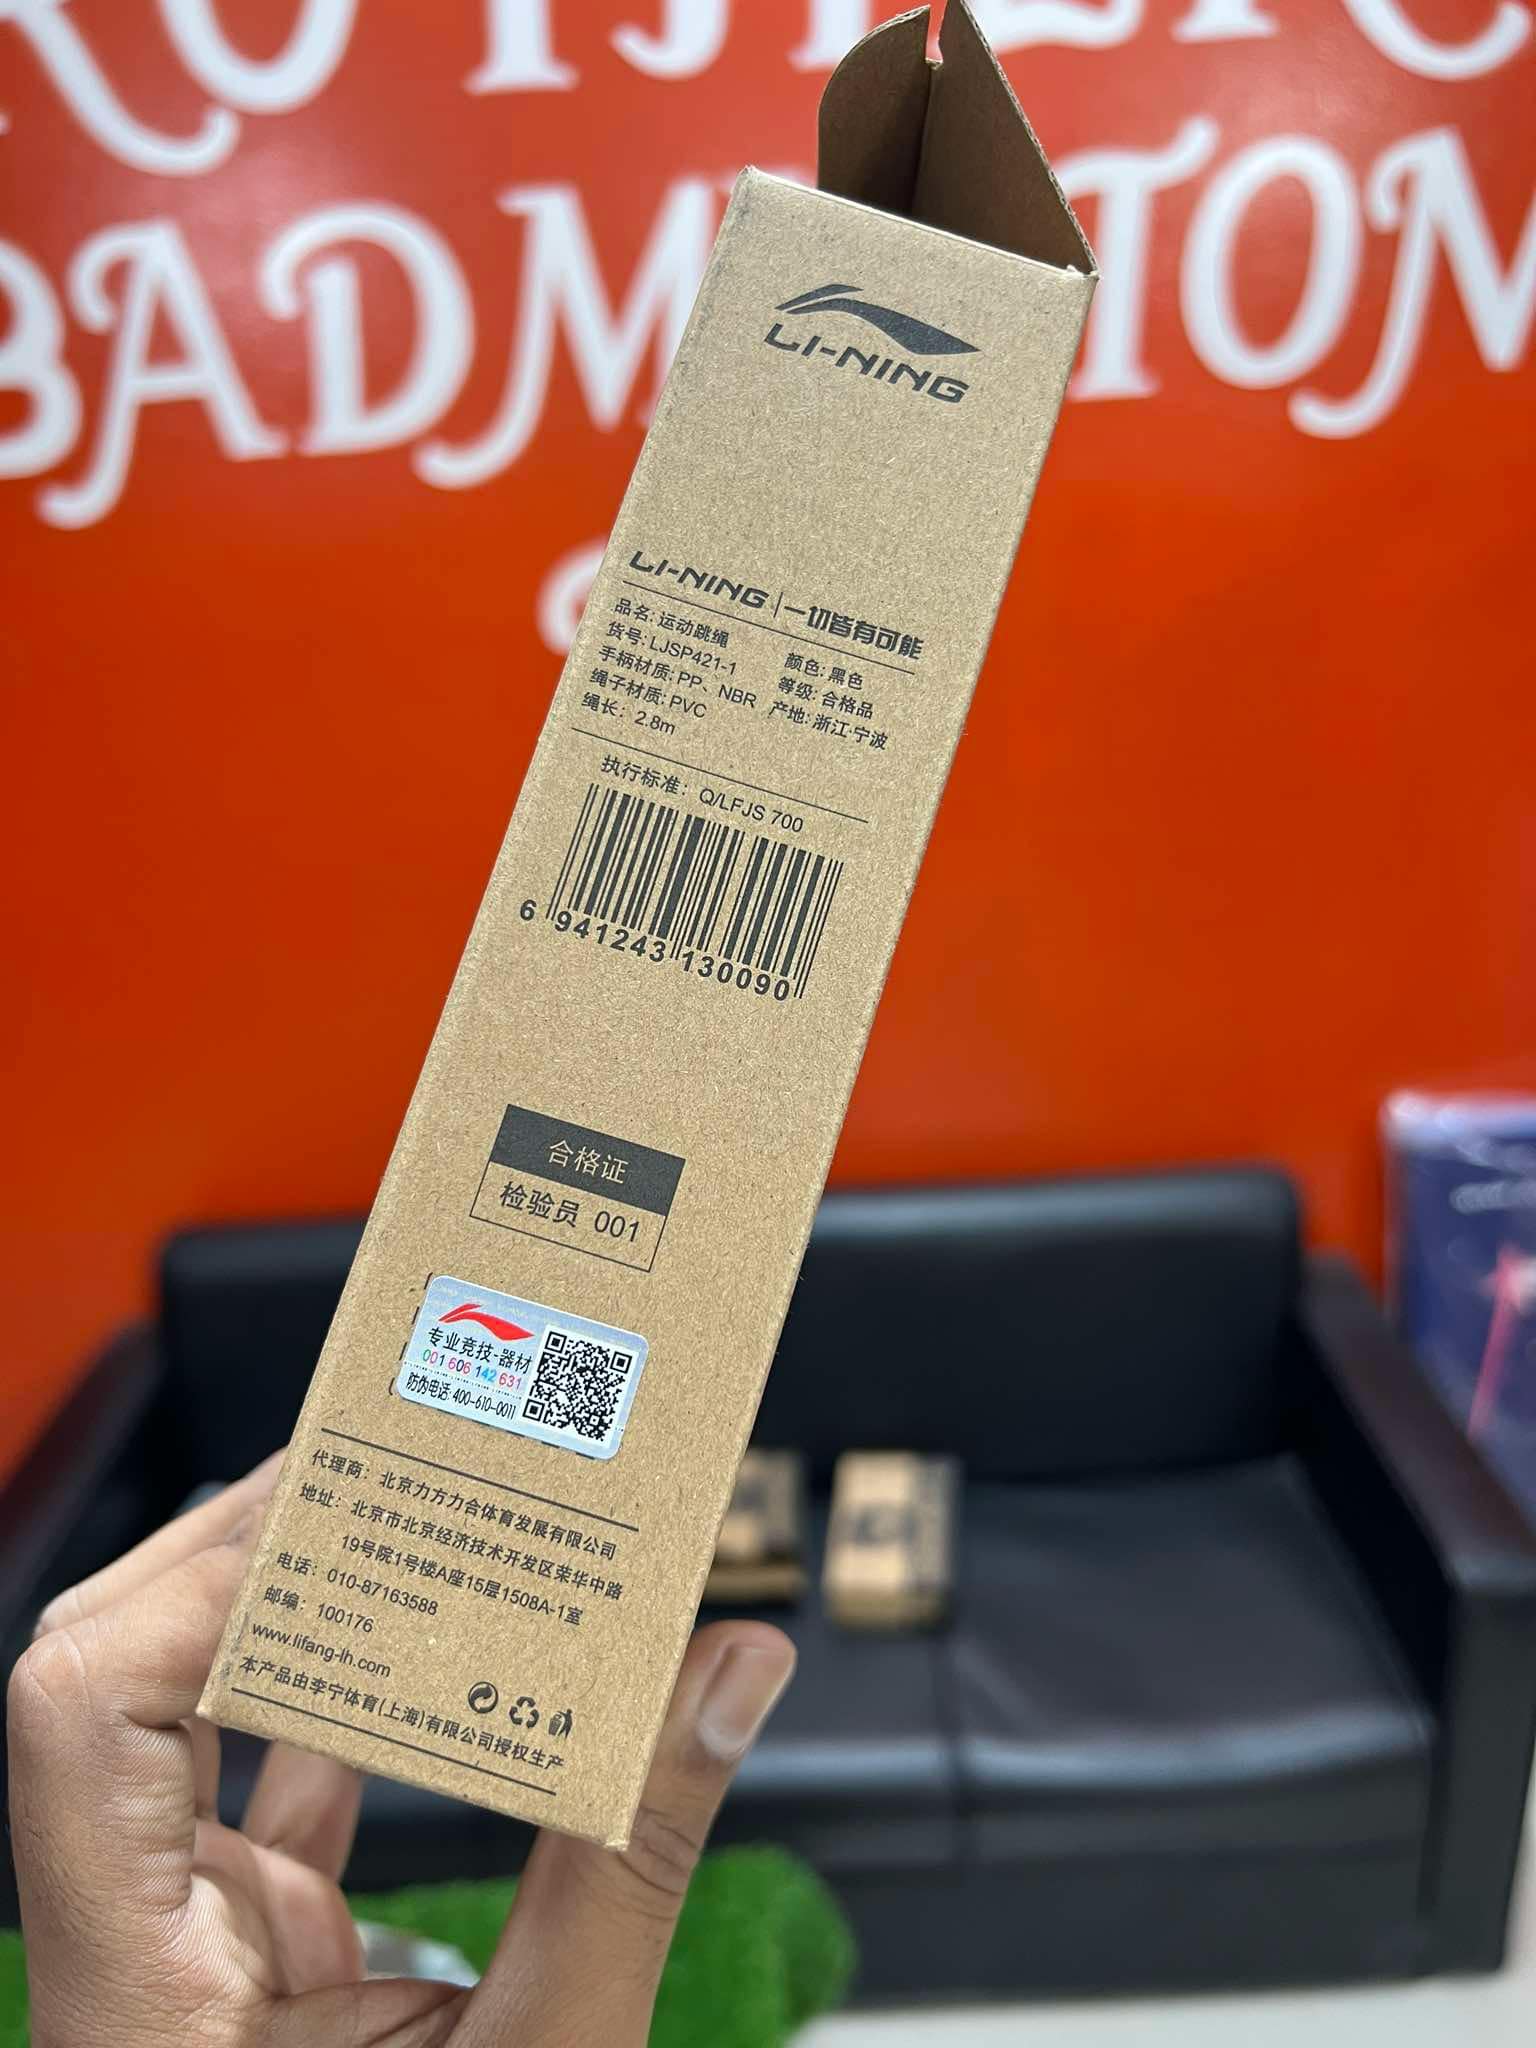 BADMINTON
LI-NING
LI-NING | 一切皆有可能
品名: 运动跳绳
货号: LJSP421-1
手柄材质: PP、NBR
绳子材质: PVC
绳长: 2.8m
颜色: 黑色
等级: 合格品
产地: 浙江·宁波
执行标准: Q/LFJS 700
6 941243 130090
合格证
检验员 001
专业竞技-器材
001 606 142 631
防伪电话: 400-610-0011
代理商: 北京力方力合体育发展有限公司
地址: 北京市北京经济技术开发区荣华中路
19号院1号楼A座15层1508A-1室
电话: 010-87163588
邮编: 100176
www.lifang-lh.com
本产品由李宁体育(上海)有限公司授权生产